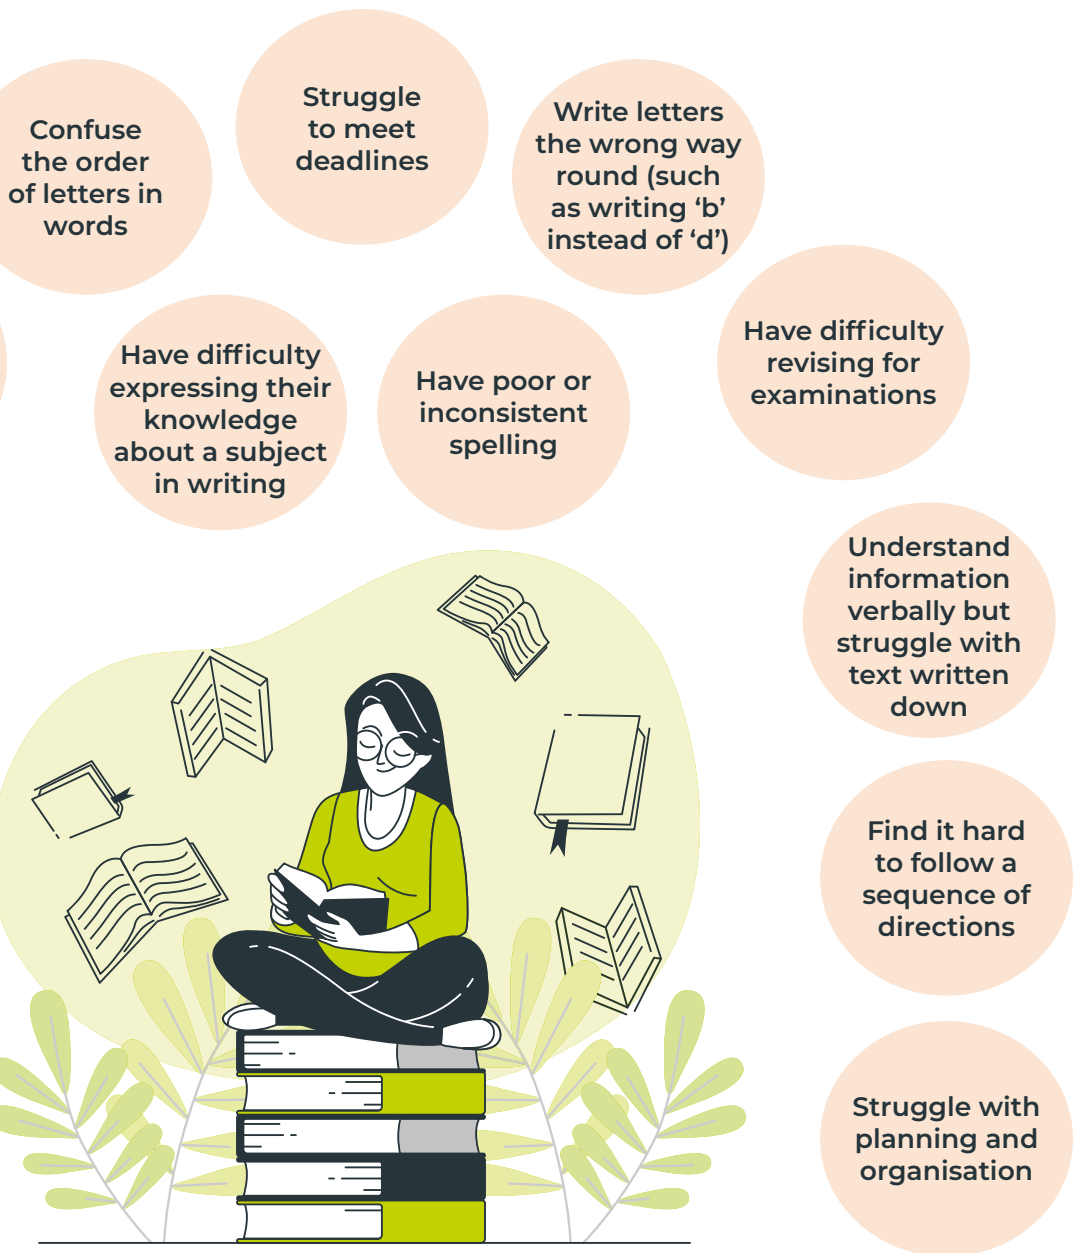 Confuse
the order
of letters in
words
Struggle
to meet
deadlines
Write letters
the wrong way
round (such
as writing ‘b’
instead of ‘d’)
Have difficulty
expressing their
knowledge
about a subject
in writing
Have poor or
inconsistent
spelling
Have difficulty
revising for
examinations
Understand
information
verbally but
struggle with
text written
down
Find it hard
to follow a
sequence of
directions
Struggle with
planning and
organisation